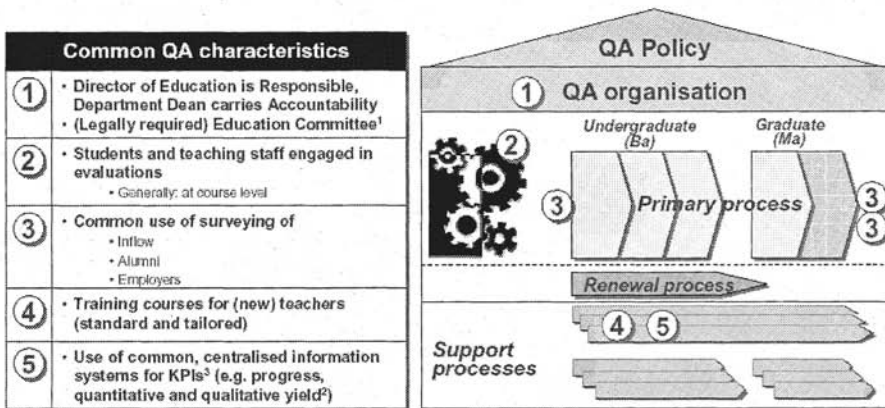 Common QA characteristics
1
• Director of Education is Responsible,
Department Dean carries Accountability
• (Legally required) Education Committee¹
2
• Students and teaching staff engaged in
evaluations
• Generally: at course level
3
• Common use of surveying of
• Inflow
• Alumni
• Employers
4
• Training courses for (new) teachers
(standard and tailored)
5
• Use of common, centralised information
systems for KPIs³ (e.g. progress,
quantitative and qualitative yield²)
QA Policy
1 QA organisation
2
Undergraduate
(Ba)
Graduate
(Ma)
3
Primary process
3
3
Renewal process
4 5
Support
processes